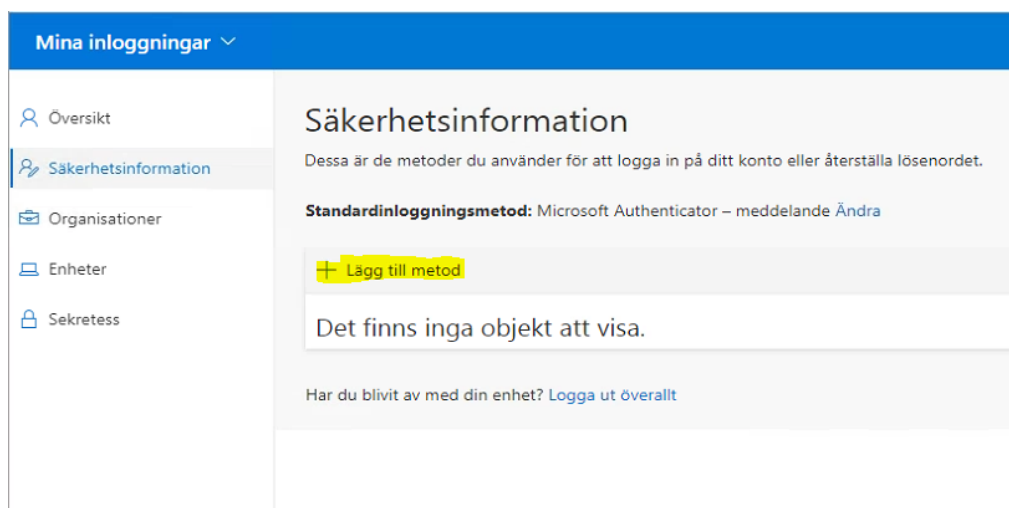 Mina inloggningar
Översikt
Säkerhetsinformation
Organisationer
Enheter
Sekretess
Säkerhetsinformation
Dessa är de metoder du använder för att logga in på ditt konto eller återställa lösenordet.
Standardinloggningsmetod: Microsoft Authenticator – meddelande Ändra
Lägg till metod
Det finns inga objekt att visa.
Har du blivit av med din enhet? Logga ut överallt